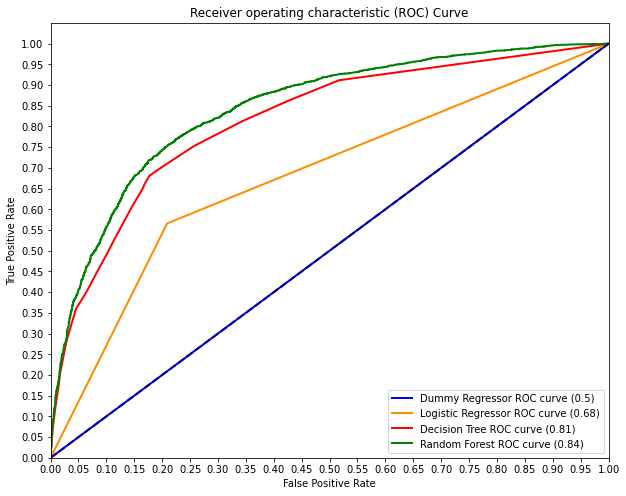 Receiver operating characteristic (ROC) Curve
1.00
0.95
0.90
0.85
0.80
0.75
0.70
0.65
0.60
0.55
0.50
0.45
0.40
0.35
0.30
0.25
0.20
0.15
0.10
0.05
0.00
True Positive Rate
Dummy Regressor ROC curve (0.5)
Logistic Regressor ROC curve (0.68)
Decision Tree ROC curve (0.81)
Random Forest ROC curve (0.84)
0.00 0.05 0.10 0.15 0.20 0.25 0.30 0.35 0.40 0.45 0.50 0.55 0.60 0.65 0.70 0.75 0.80 0.85 0.90 0.95 1.00
False Positive Rate